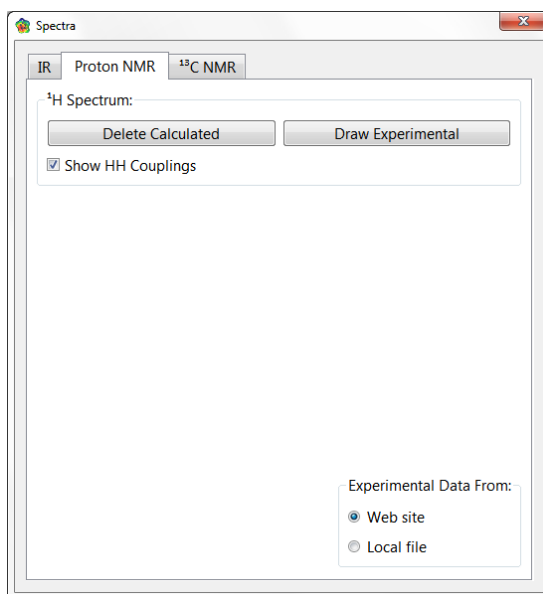 Spectra
IR Proton NMR ¹³C NMR
¹H Spectrum:
Delete Calculated Draw Experimental
Show HH Couplings
Experimental Data From:
Web site
Local file